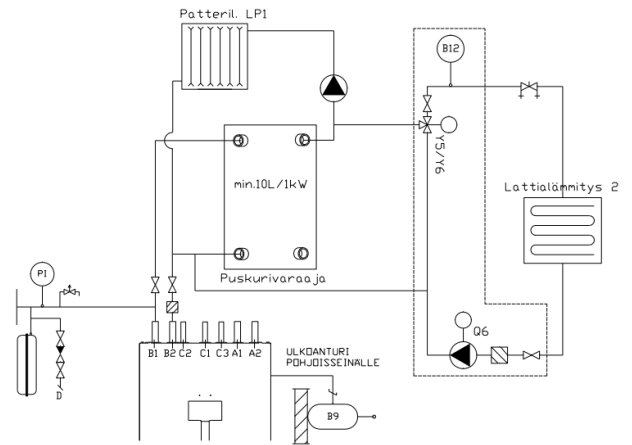 Patteril. LP1
B12
Y5/Y6
min.10L/1kW
Lattialämmitys 2
Puskurivaraaja
PI
Q6
B1 B2 C2 C1 C3 A1 A2
ULKOANTURI
POHJOISSEINÄLLE
D
B9